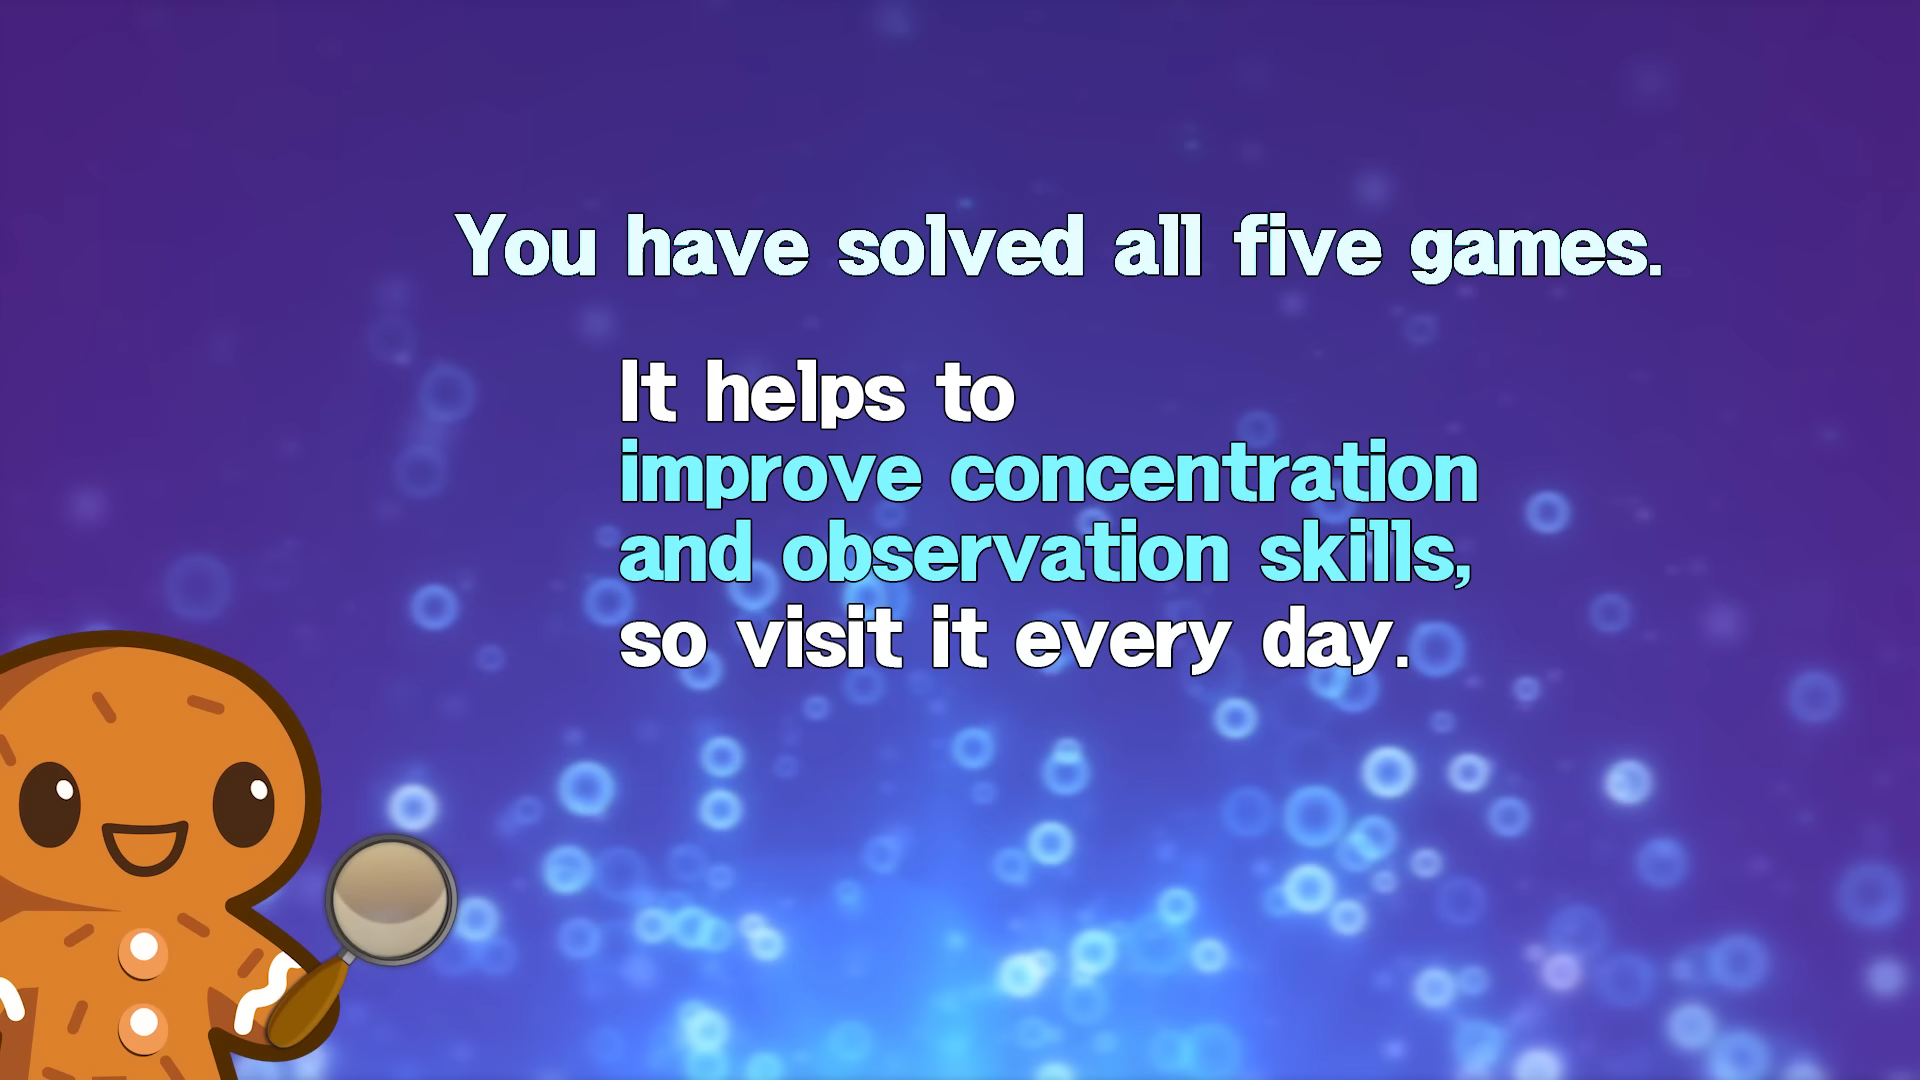 You have solved all five games.
It helps to
improve concentration
and observation skills,
so visit it every day.